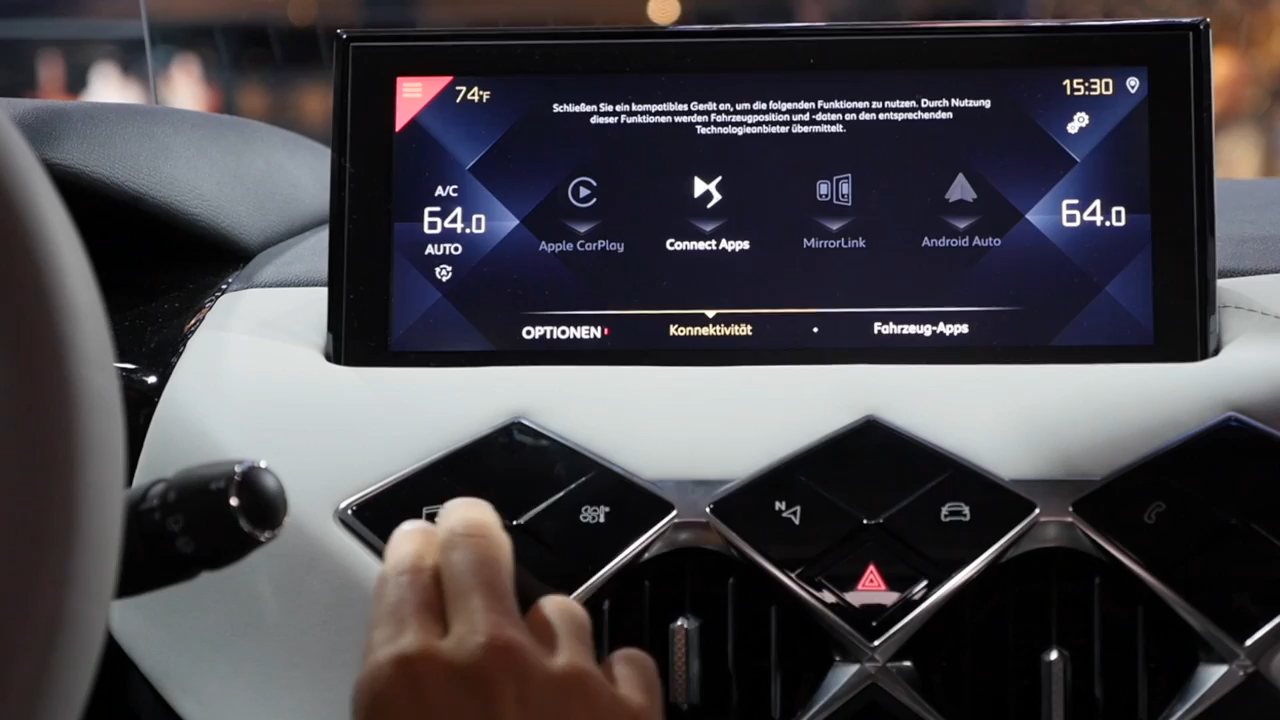 74°F
15:30
Schließen Sie ein kompatibles Gerät an, um die folgenden Funktionen zu nutzen. Durch Nutzung
dieser Funktionen werden Fahrzeugposition und -daten an den entsprechenden
Technologieanbieter übermittelt.
A/C
64.0
AUTO
A
Apple CarPlay
Connect Apps
MirrorLink
Android Auto
64.0
OPTIONEN
Konnektivität
Fahrzeug-Apps
N